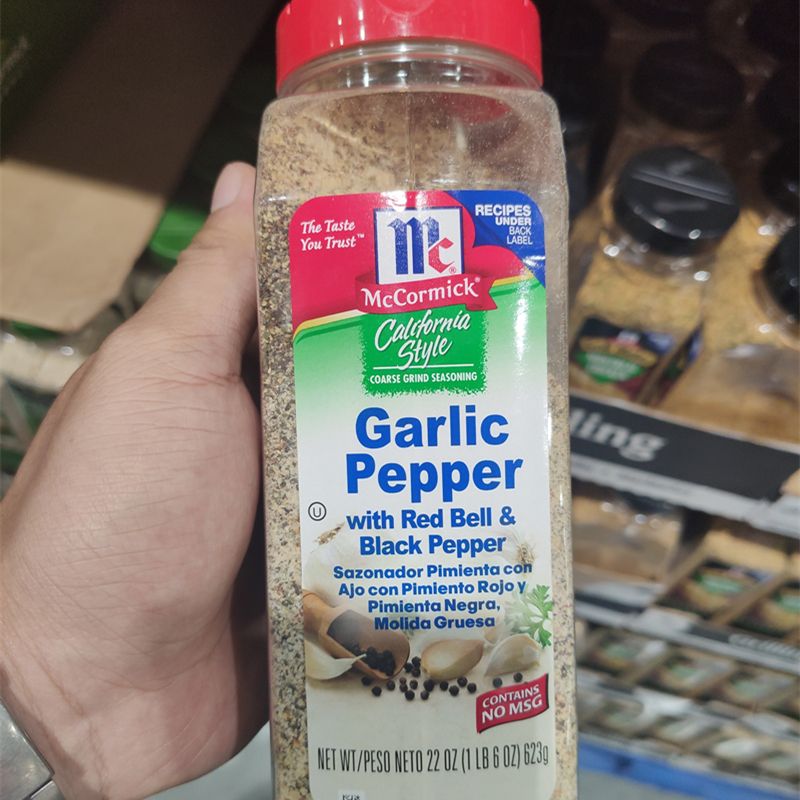 The Taste
You Trust™
Mc
®
McCormick®
RECIPES
UNDER
BACK
LABEL
California
Style
COARSE GRIND SEASONING
Garlic
Pepper
U
with Red Bell &
Black Pepper
Sazonador Pimienta con
Ajo con Pimiento Rojo y
Pimienta Negra,
Molida Gruesa
CONTAINS
NO MSG
NET WT/PESO NETO 22 OZ (1 LB 6 OZ) 623g